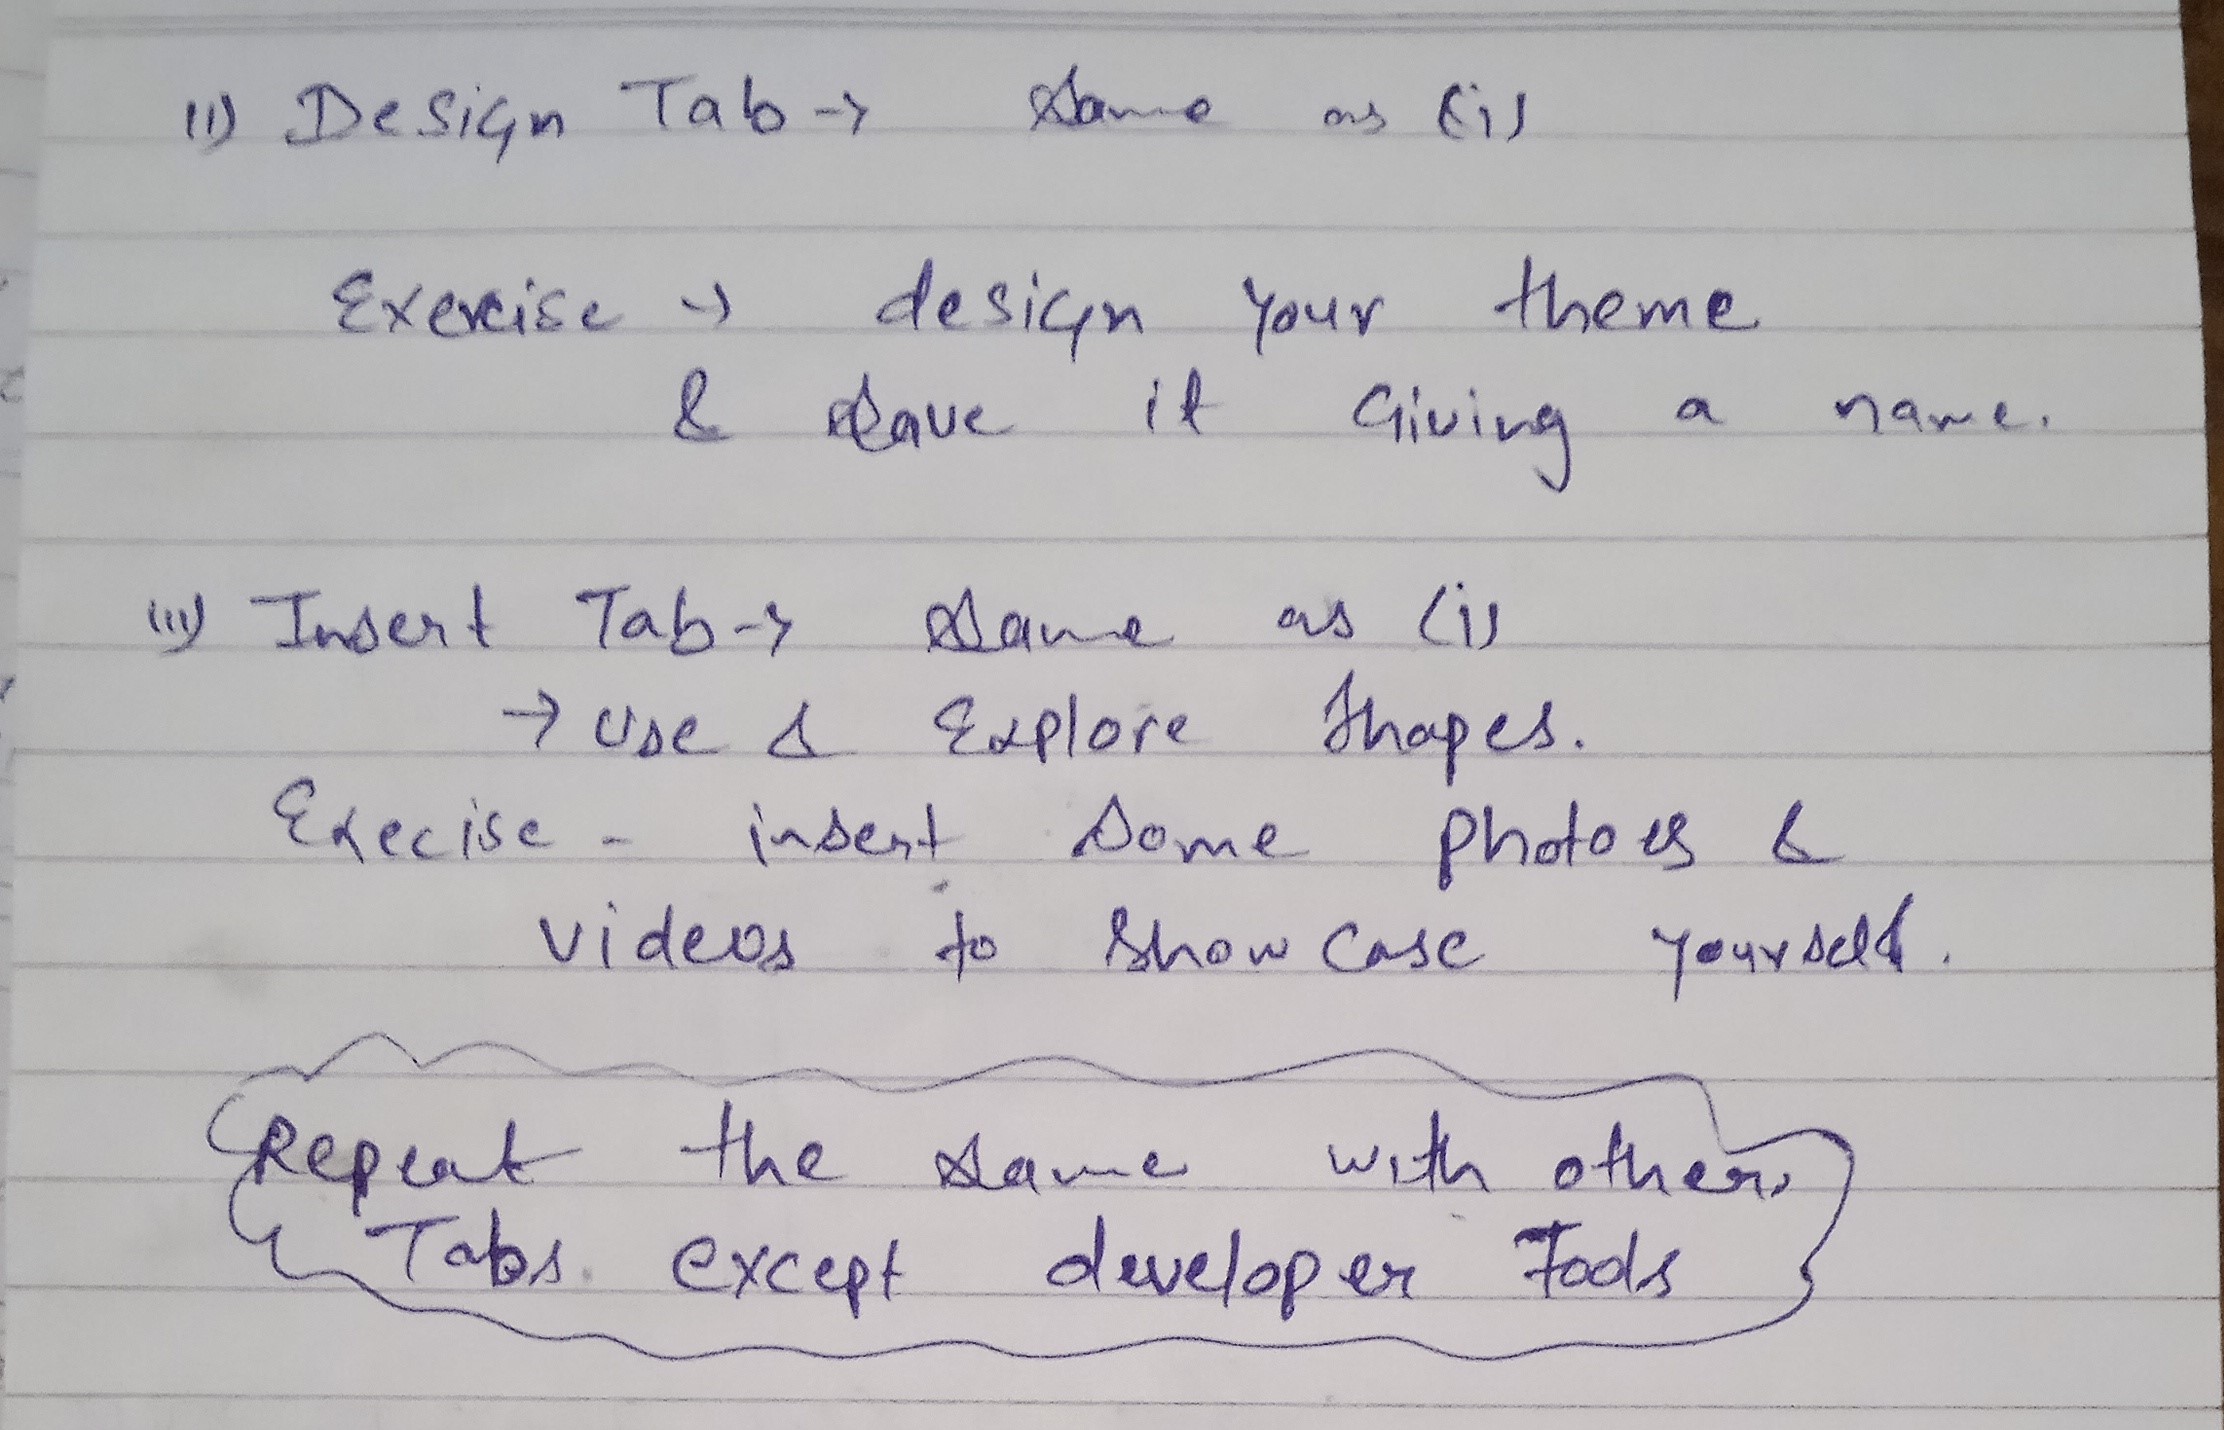 ii) Design Tab → Same as (i)
Exercise → design your theme
& Save it Giving a name.
iii) Insert Tab → Same as (i)
→ Use & Explore Shapes.
Execise - insert Some photoes &
videos to Show Case yourself.
Repeat the Same with others
Tabs. except developer Tools